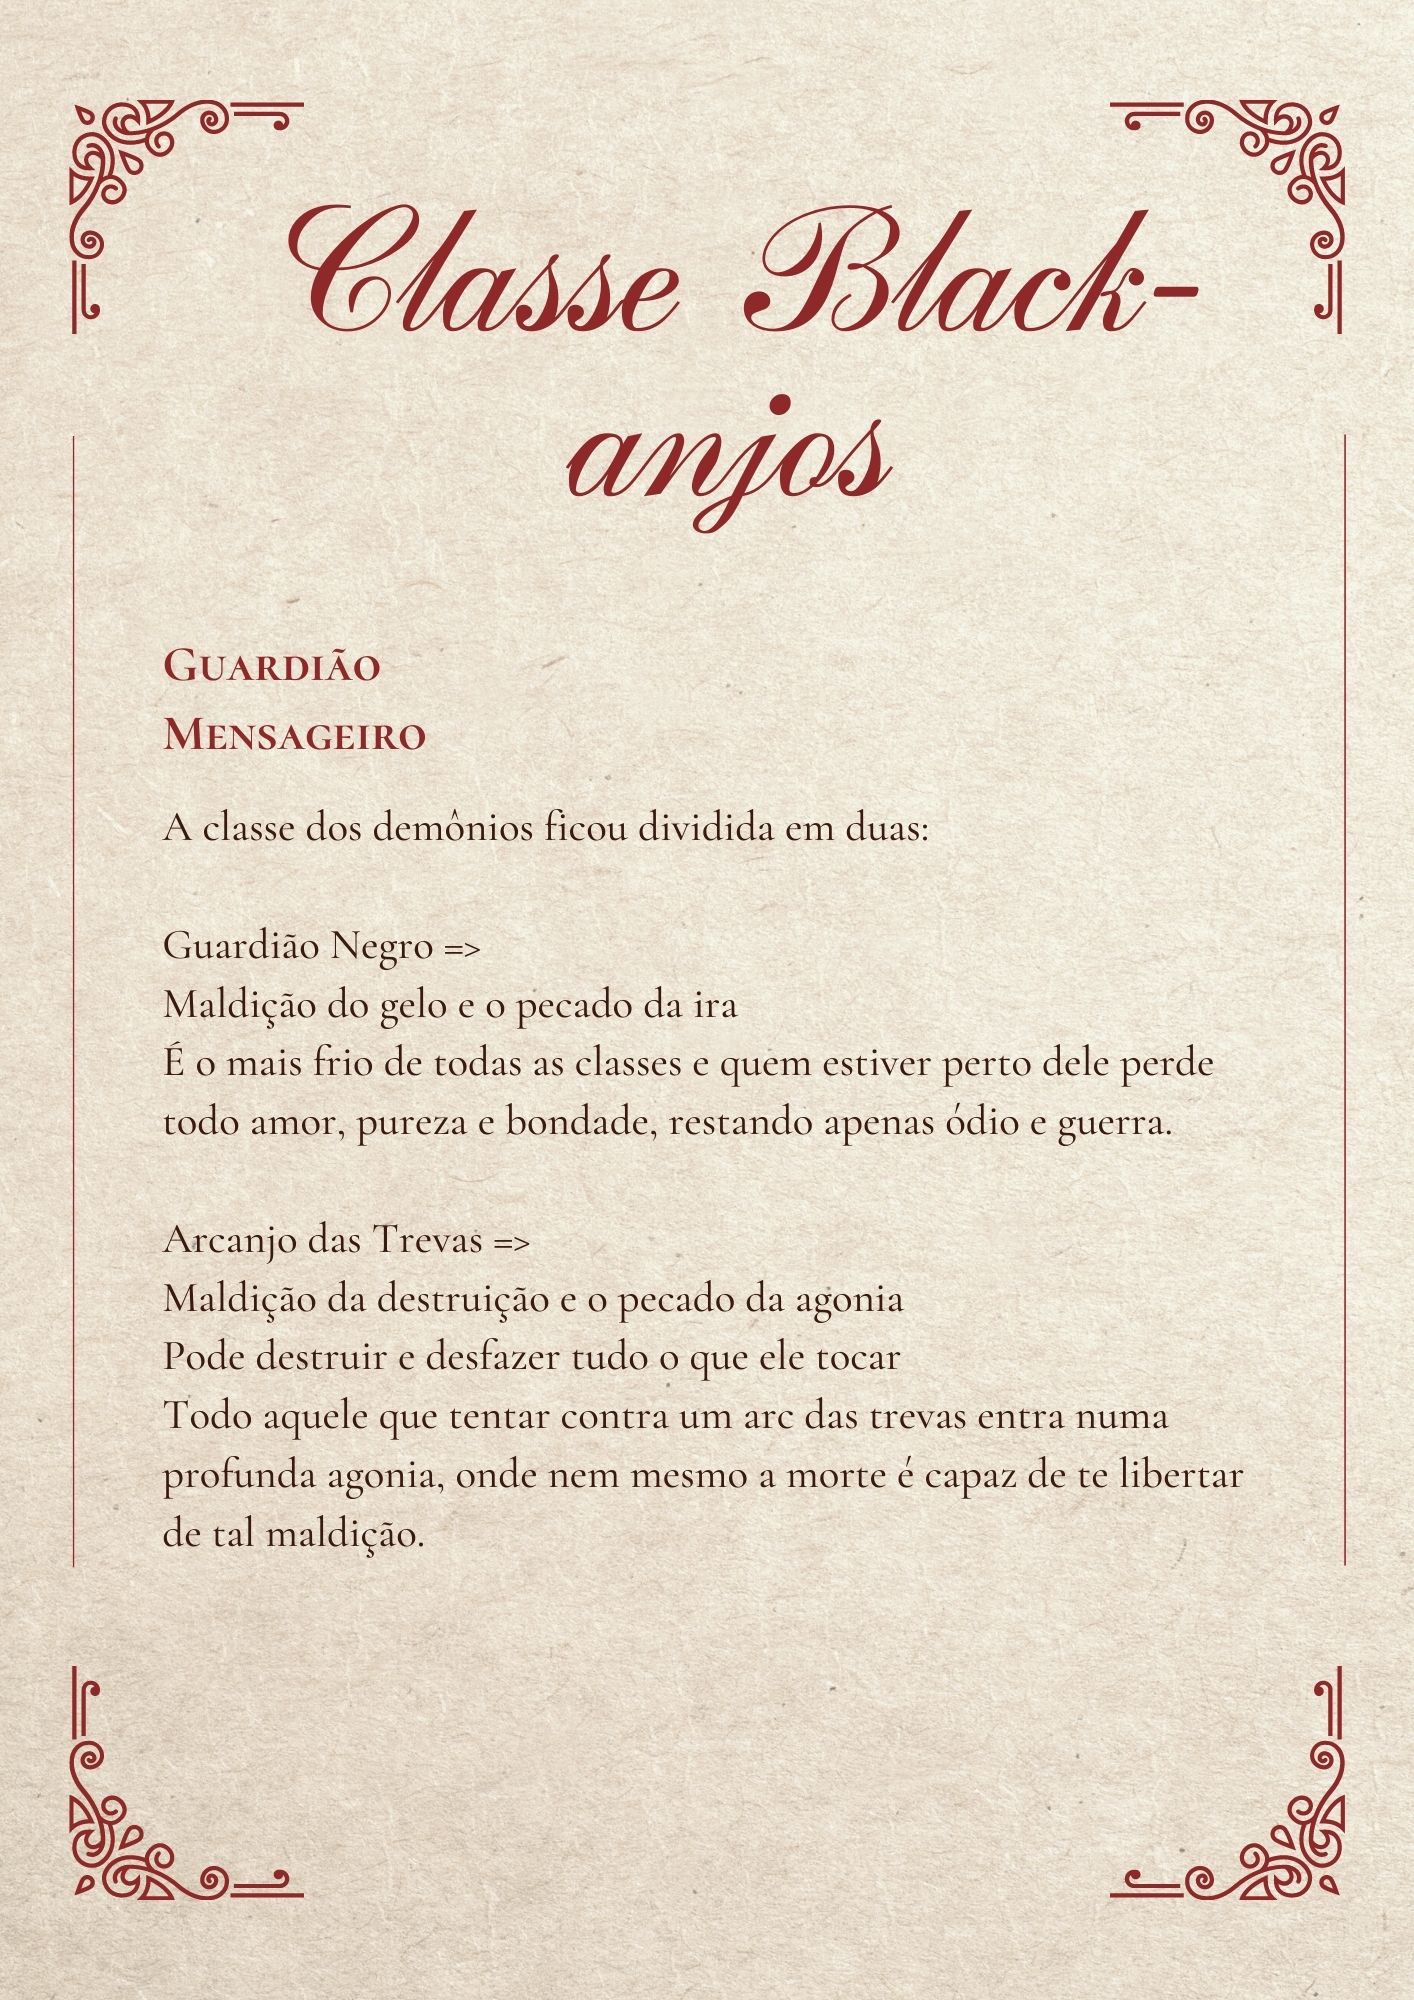 Classe Black-
anjos
Guardião
Mensageiro
A classe dos demônios ficou dividida em duas:
Guardião Negro =>
Maldição do gelo e o pecado da ira
É o mais frio de todas as classes e quem estiver perto dele perde
todo amor, pureza e bondade, restando apenas ódio e guerra.
Arcanjo das Trevas =>
Maldição da destruição e o pecado da agonia
Pode destruir e desfazer tudo o que ele tocar
Todo aquele que tentar contra um arc das trevas entra numa
profunda agonia, onde nem mesmo a morte é capaz de te libertar
de tal maldição.